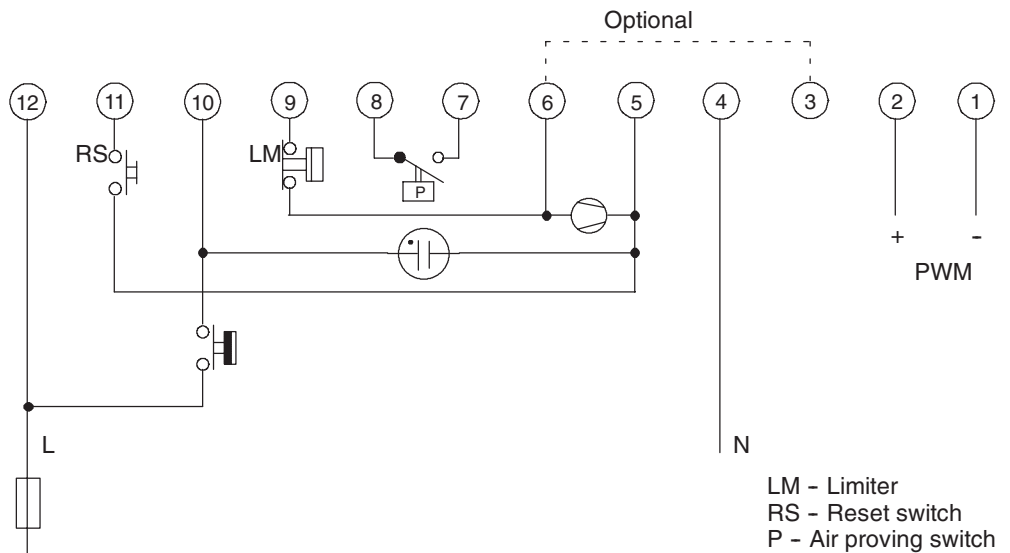 Optional
12 11 10 9 8 7 6 5 4 3 2 1
RS LM
P
+ -
PWM
L N
LM - Limiter
RS - Reset switch
P - Air proving switch